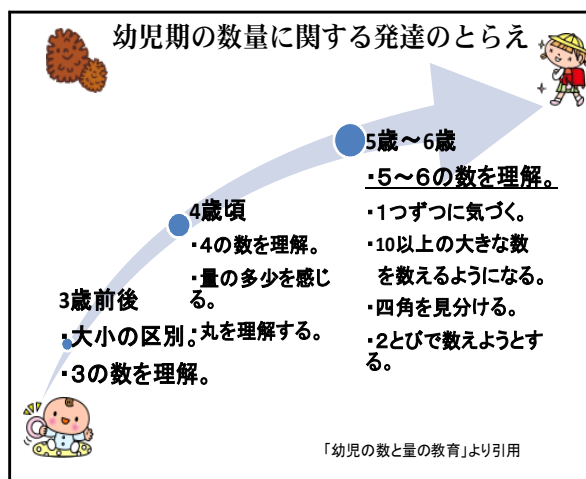 幼児期の数量に関する発達のとらえ
5歳~6歳
・5~6の数を理解。
・1つずつに気づく。
・10以上の大きな数
を数えるようになる。
・四角を見分ける。
・2とびで数えようとす
る。
4歳頃
・4の数を理解。
・量の多少を感じ
る。
・丸を理解する。
3歳前後
・大小の区別。
・3の数を理解。
「幼児の数と量の教育」より引用